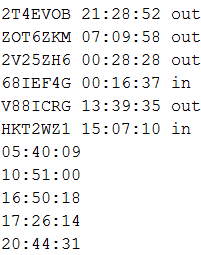 2T4EVOB 21:28:52 out
ZOT6ZKM 07:09:58 out
2V25ZH6 00:28:28 out
68IEF4G 00:16:37 in
V88ICRG 13:39:35 out
HKT2WZ1 15:07:10 in
05:40:09
10:51:00
16:50:18
17:26:14
20:44:31